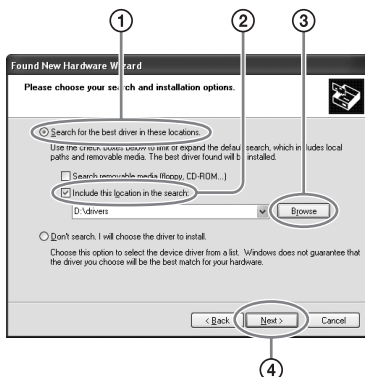 ① ② ③
Found New Hardware Wizard
Please choose your search and installation options.
Search for the best driver in these locations.
Use the check boxes below to limit or expand the default search, which includes local
paths and removable media. The best driver found will be installed.
Search removable media (floppy, CD-ROM...)
Include this location in the search:
D:\drivers
Browse
Don't search. I will choose the driver to install.
Choose this option to select the device driver from a list. Windows does not guarantee that
the driver you choose will be the best match for your hardware.
< Back Next > Cancel
④